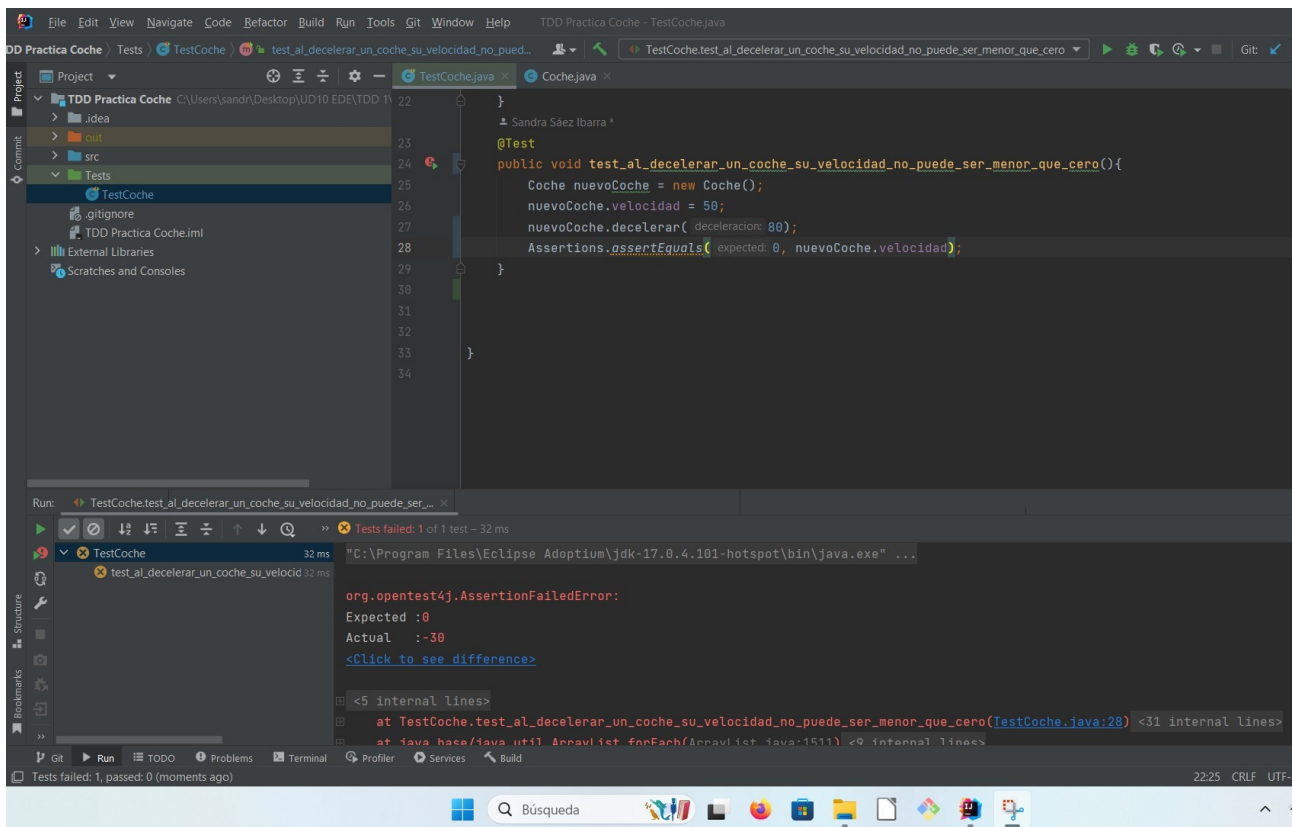 File Edit View Navigate Code Refactor Build Run Tools Git Window Help TDD Practica Coche - TestCoche.java
DD Practica Coche Tests TestCoche test_al_decelerar_un_coche_su_velocidad_no_pued... TestCoche.test_al_decelerar_un_coche_su_velocidad_no_puede_ser_menor_que_cero Git:
Project
TestCoche.java Coche.java
Project
Commit
TDD Practica Coche C:\Users\sandr\Desktop\UD10 EDE\TDD 1\
.idea
out
src
Tests
TestCoche
.gitignore
TDD Practica Coche.iml
External Libraries
Scratches and Consoles
22 }
Sandra Sáez Ibarra *
23 @Test
24 public void test_al_decelerar_un_coche_su_velocidad_no_puede_ser_menor_que_cero(){
25 Coche nuevoCoche = new Coche();
26 nuevoCoche.velocidad = 50;
27 nuevoCoche.decelerar( deceleracion: 80);
28 Assertions.assertEquals( expected: 0, nuevoCoche.velocidad);
29 }
30
31
32
33 }
34
Run: TestCoche.test_al_decelerar_un_coche_su_velocidad_no_puede_ser_...
» Tests failed: 1 of 1 test – 32 ms
TestCoche 32 ms
test_al_decelerar_un_coche_su_velocid 32 ms
"C:\Program Files\Eclipse Adoptium\jdk-17.0.4.101-hotspot\bin\java.exe" ...
org.opentest4j.AssertionFailedError:
Expected :0
Actual :-30
<Click to see difference>
<5 internal lines>
at TestCoche.test_al_decelerar_un_coche_su_velocidad_no_puede_ser_menor_que_cero(TestCoche.java:28) <31 internal lines>
at java.base/java.util.ArrayList.forEach(ArrayList.java:1511) <9 internal lines>
Structure
Bookmarks
»
Git Run TODO Problems Terminal Profiler Services Build
Tests failed: 1, passed: 0 (moments ago) 22:25 CRLF UTF-
Búsqueda